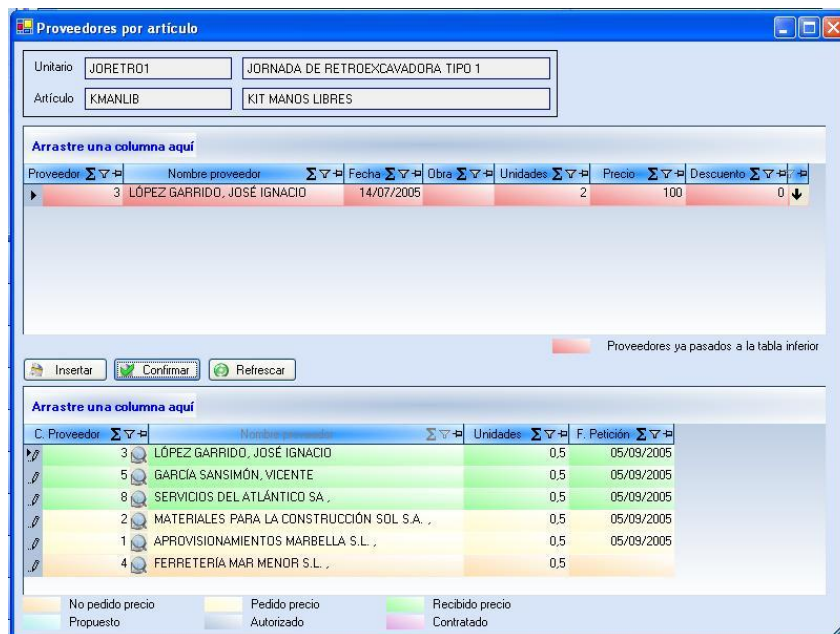 Proveedores por artículo
Unitario JORETRO1 JORNADA DE RETROEXCAVADORA TIPO 1
Artículo KMANLIB KIT MANOS LIBRES
Arrastre una columna aquí
Proveedor Nombre proveedor Fecha Obra Unidades Precio Descuento
3 LÓPEZ GARRIDO, JOSÉ IGNACIO 14/07/2005 2 100 0
Proveedores ya pasados a la tabla inferior
Insertar Confirmar Refrescar
Arrastre una columna aquí
C. Proveedor Nombre proveedor Unidades F. Petición
3 LÓPEZ GARRIDO, JOSÉ IGNACIO 0,5 05/09/2005
5 GARCÍA SANSIMÓN, VICENTE 0,5 05/09/2005
8 SERVICIOS DEL ATLÁNTICO SA , 0,5 05/09/2005
2 MATERIALES PARA LA CONSTRUCCIÓN SOL S.A. , 0,5 05/09/2005
1 APROVISIONAMIENTOS MARBELLA S.L. , 0,5 05/09/2005
4 FERRETERÍA MAR MENOR S.L. , 0,5
No pedido precio Pedido precio Recibido precio
Propuesto Autorizado Contratado